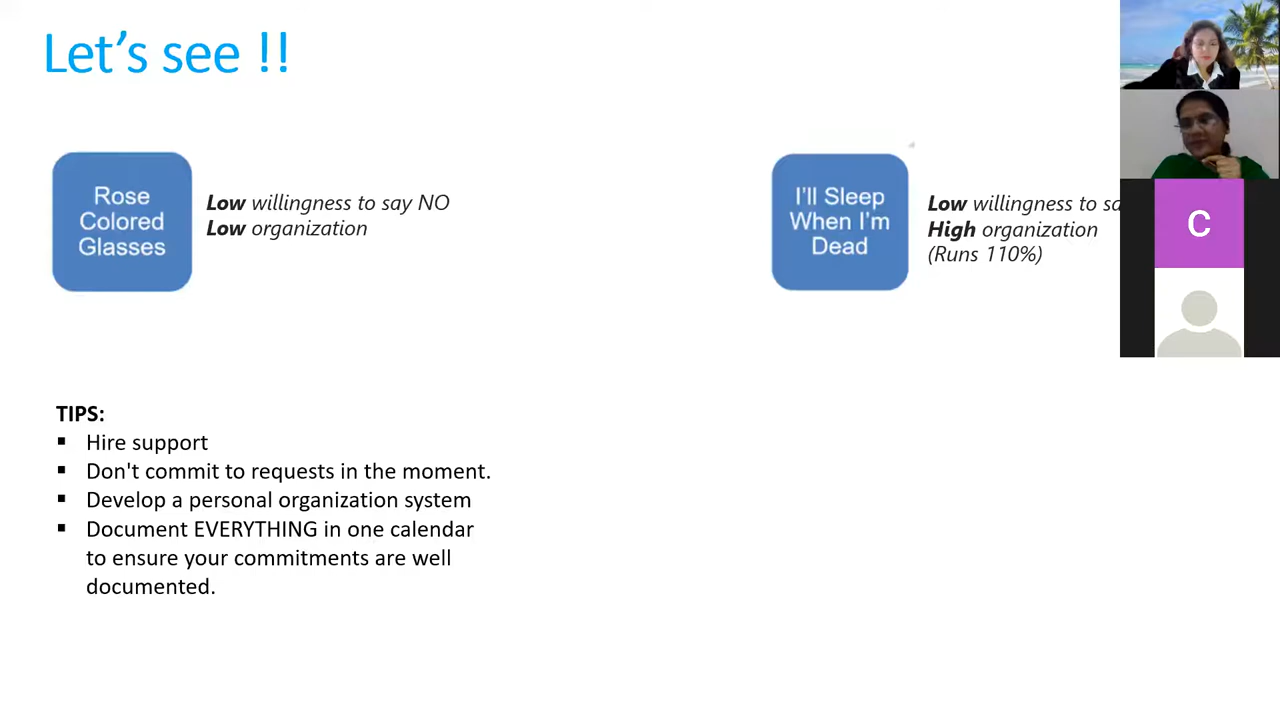 Let's see !!
Rose
Colored
Glasses
Low willingness to say NO
Low organization
I'll Sleep
When I'm
Dead
Low willingness to
High organization
(Runs 110%)
TIPS:
▪ Hire support
▪ Don't commit to requests in the moment.
▪ Develop a personal organization system
▪ Document EVERYTHING in one calendar
to ensure your commitments are well
documented.
C